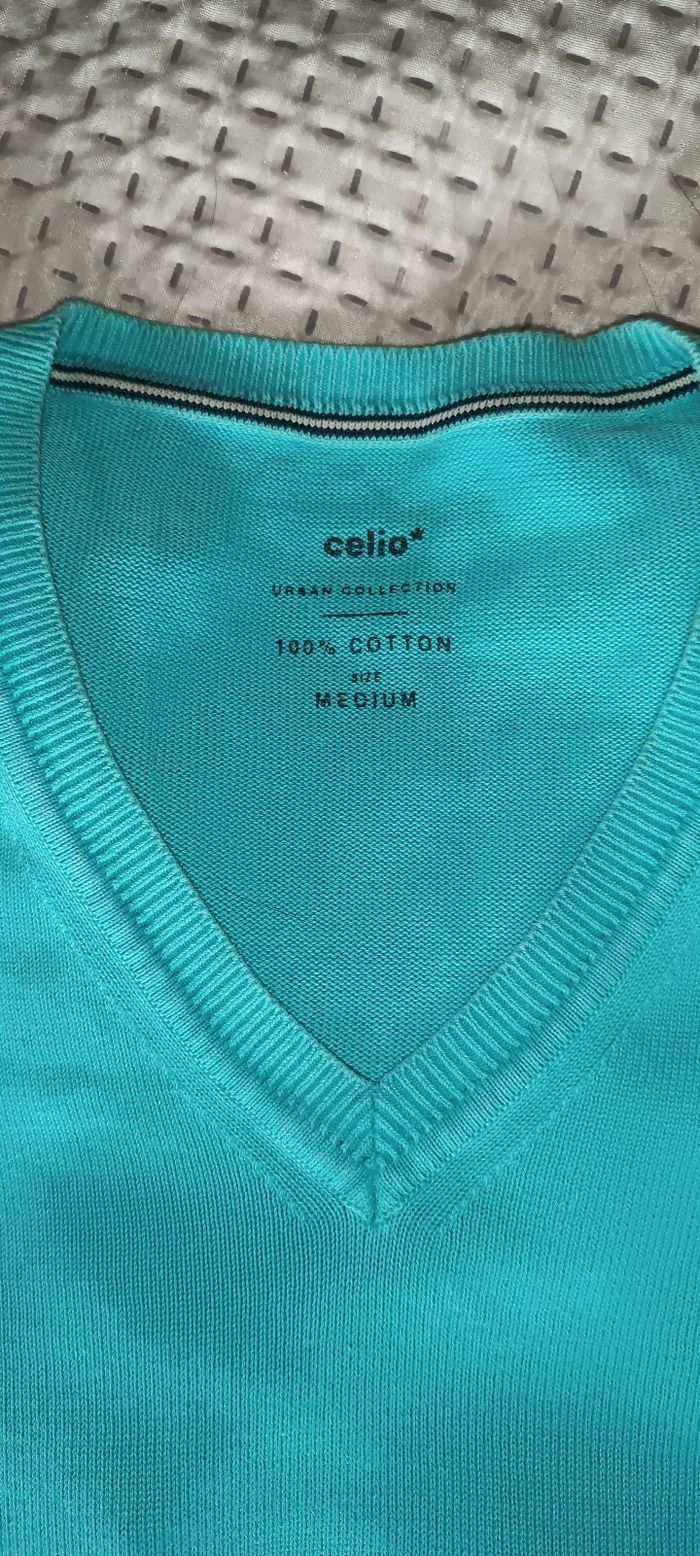 celio*
URBAN COLLECTION
100% COTTON
SIZE
MEDIUM